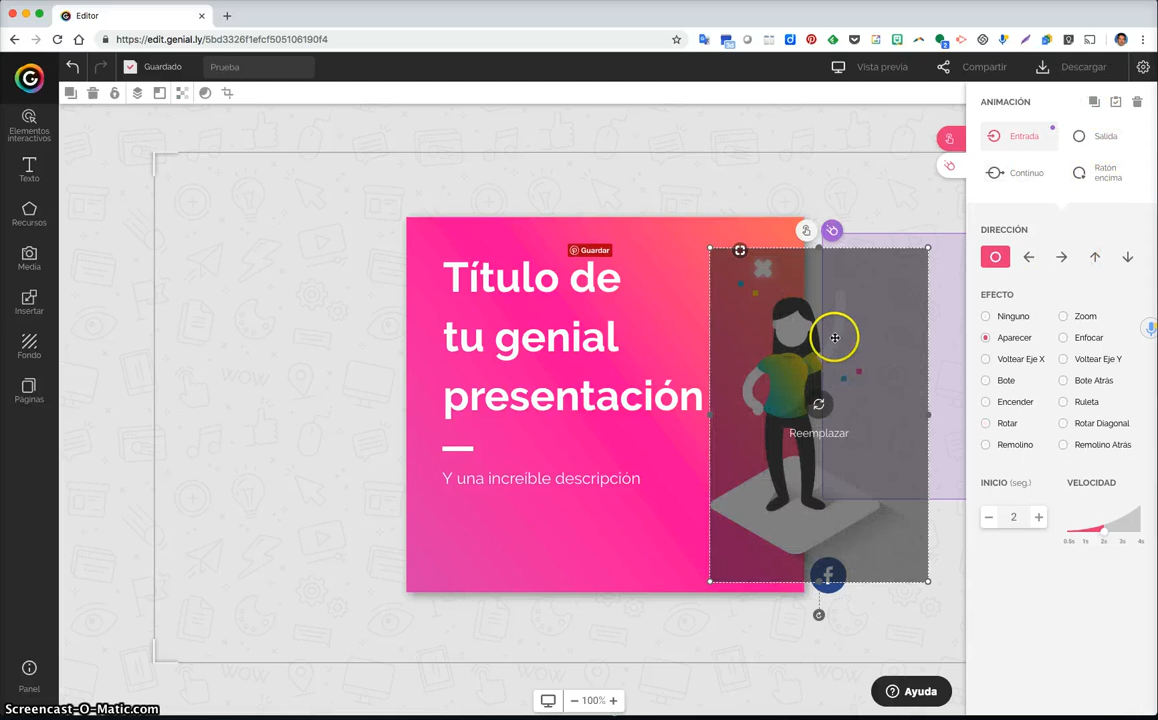 Editor
https://edit.genial.ly/5bd3326f1efcf505106190f4
Guardado
Prueba
Vista previa
Compartir
Descargar
Elementos
interactivos
Texto
Recursos
Media
Insertar
Fondo
Páginas
Panel
Guardar
Título de
tu genial
presentación
Y una increíble descripción
Reemplazar
100%
Ayuda
ANIMACIÓN
Entrada
Salida
Continuo
Ratón
encima
DIRECCIÓN
EFECTO
Ninguno
Zoom
Aparecer
Enfocar
Voltear Eje X
Voltear Eje Y
Bote
Bote Atrás
Encender
Ruleta
Rotar
Rotar Diagonal
Remolino
Remolino Atrás
INICIO (seg.)
VELOCIDAD
2
0.5s 1s 2s 3s 4s
Screencast-O-Matic.com